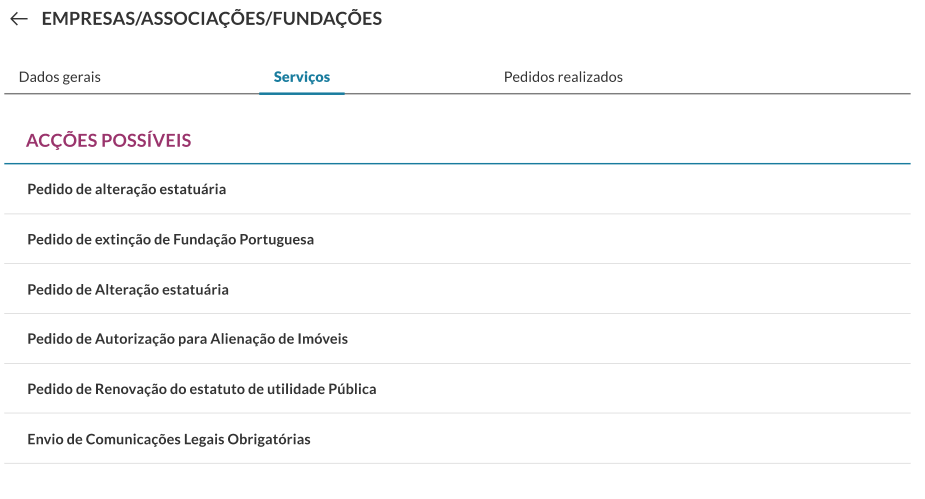 EMPRESAS/ASSOCIAÇÕES/FUNDAÇÕES
Dados gerais Serviços Pedidos realizados
ACÇÕES POSSÍVEIS
Pedido de alteração estatuária
Pedido de extinção de Fundação Portuguesa
Pedido de Alteração estatuária
Pedido de Autorização para Alienação de Imóveis
Pedido de Renovação do estatuto de utilidade Pública
Envio de Comunicações Legais Obrigatórias